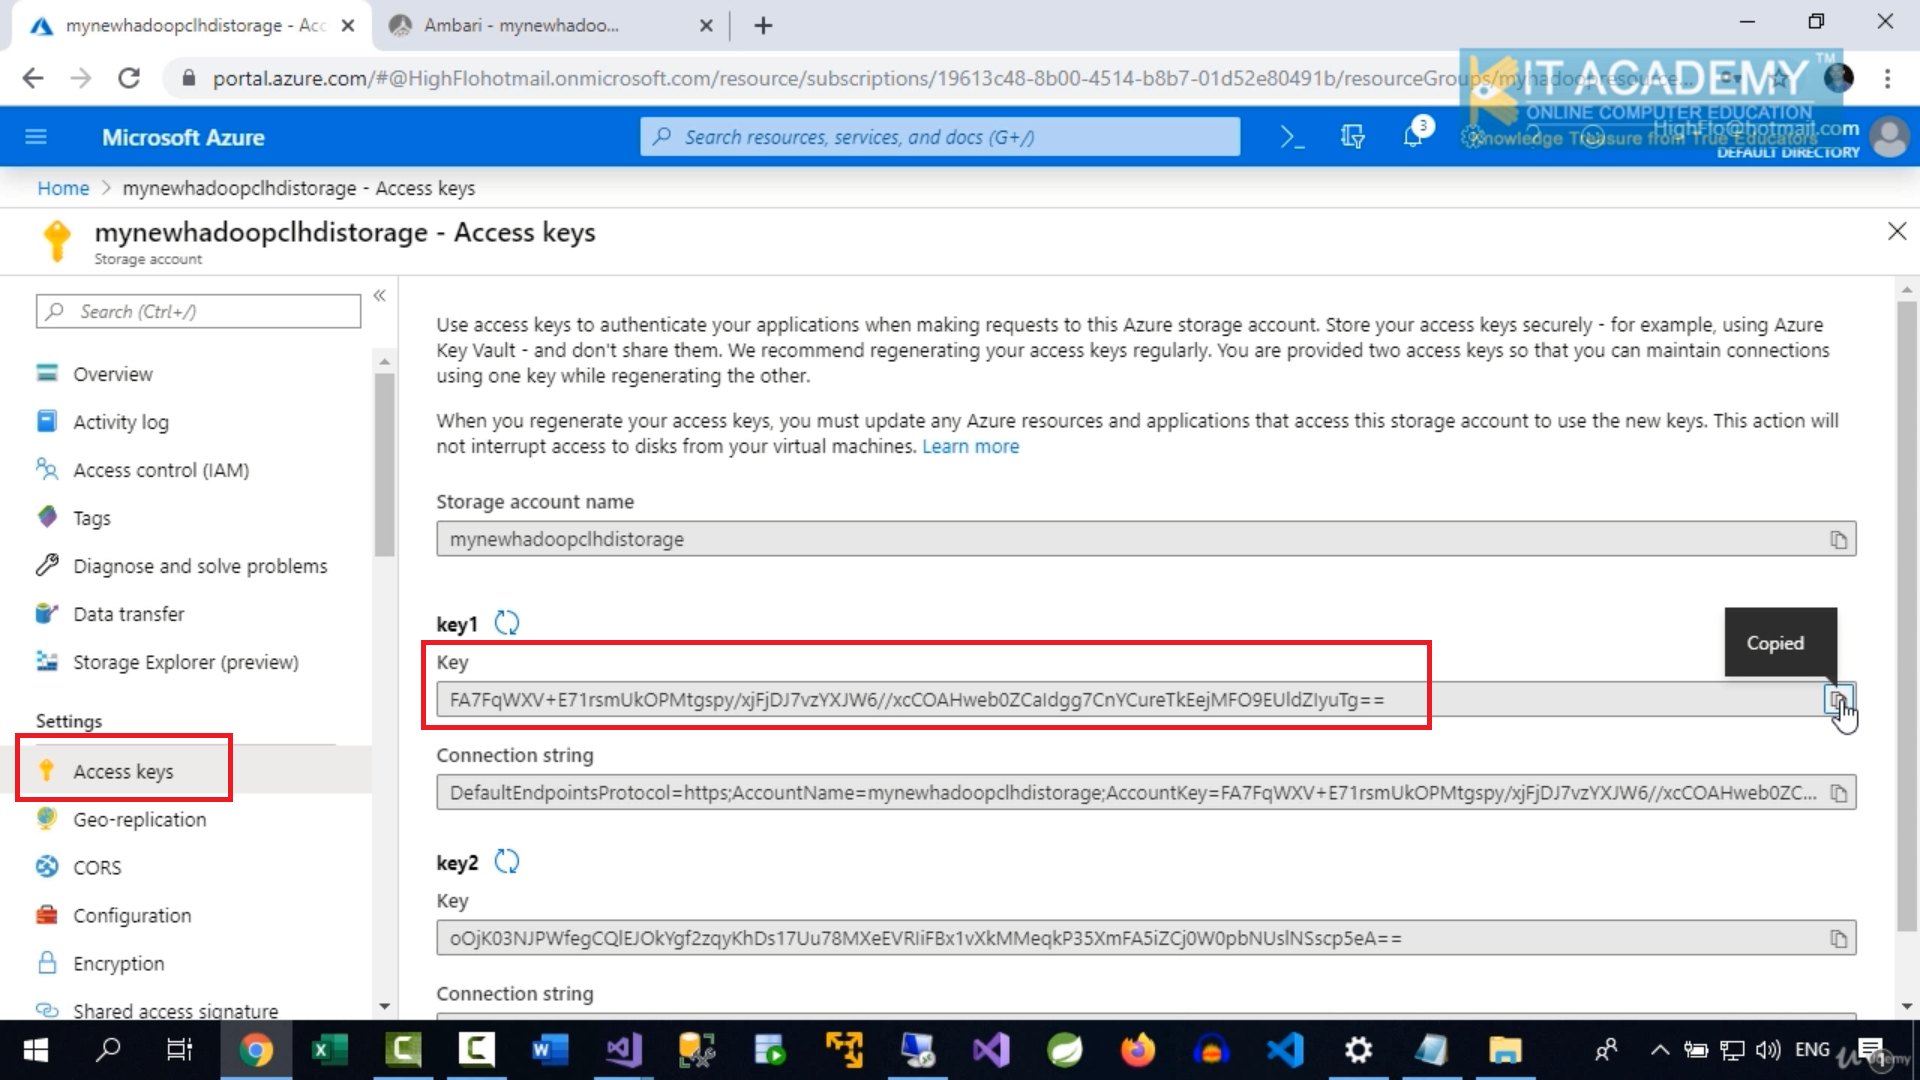 mynewhadoopclhdistorage - Acc
Ambari - mynewhadoo...
portal.azure.com/#@HighFlohotmail.onmicrosoft.com/resource/subscriptions/19613c48-8b00-4514-b8b7-01d52e80491b/resourceGroups/myhadoopresource...
KIT ACADEMY™
ONLINE COMPUTER EDUCATION
Knowledge Treasure from True Educators
Microsoft Azure
Search resources, services, and docs (G+/)
3
HighFlo@hotmail.com
DEFAULT DIRECTORY
Home > mynewhadoopclhdistorage - Access keys
mynewhadoopclhdistorage - Access keys
Storage account
Search (Ctrl+/)
Overview
Activity log
Access control (IAM)
Tags
Diagnose and solve problems
Data transfer
Storage Explorer (preview)
Settings
Access keys
Geo-replication
CORS
Configuration
Encryption
Shared access signature
Use access keys to authenticate your applications when making requests to this Azure storage account. Store your access keys securely - for example, using Azure
Key Vault - and don't share them. We recommend regenerating your access keys regularly. You are provided two access keys so that you can maintain connections
using one key while regenerating the other.
When you regenerate your access keys, you must update any Azure resources and applications that access this storage account to use the new keys. This action will
not interrupt access to disks from your virtual machines. Learn more
Storage account name
mynewhadoopclhdistorage
key1
Copied
Key
FA7FqWXV+E71rsmUkOPMtgspy/xjFjDJ7vzYXJW6//xcCOAHweb0ZCaIdgg7CnYCureTkEejMFO9EUldZIyuTg==
Connection string
DefaultEndpointsProtocol=https;AccountName=mynewhadoopclhdistorage;AccountKey=FA7FqWXV+E71rsmUkOPMtgspy/xjFjDJ7vzYXJW6//xcCOAHweb0ZC...
key2
Key
oOjK03NJPWfegCQlEJOkYgf2zqyKhDs17Uu78MXeEVRIiFBx1vXkMMeqkP35XmFA5iZCj0W0pbNUslNSscp5eA==
Connection string
ENG
udemy
1